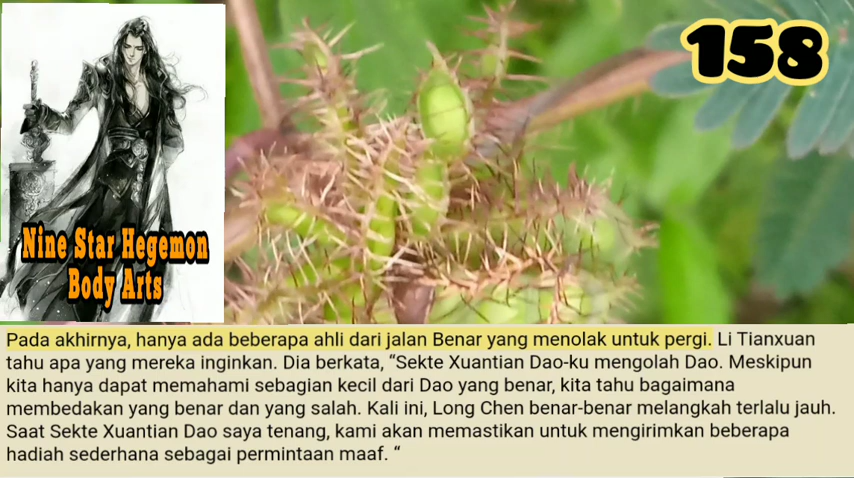 158
Nine Star Hegemon
Body Arts
Pada akhirnya, hanya ada beberapa ahli dari jalan Benar yang menolak untuk pergi. Li Tianxuan
tahu apa yang mereka inginkan. Dia berkata, “Sekte Xuantian Dao-ku mengolah Dao. Meskipun
kita hanya dapat memahami sebagian kecil dari Dao yang benar, kita tahu bagaimana
membedakan yang benar dan yang salah. Kali ini, Long Chen benar-benar melangkah terlalu jauh.
Saat Sekte Xuantian Dao saya tenang, kami akan memastikan untuk mengirimkan beberapa
hadiah sederhana sebagai permintaan maaf. “